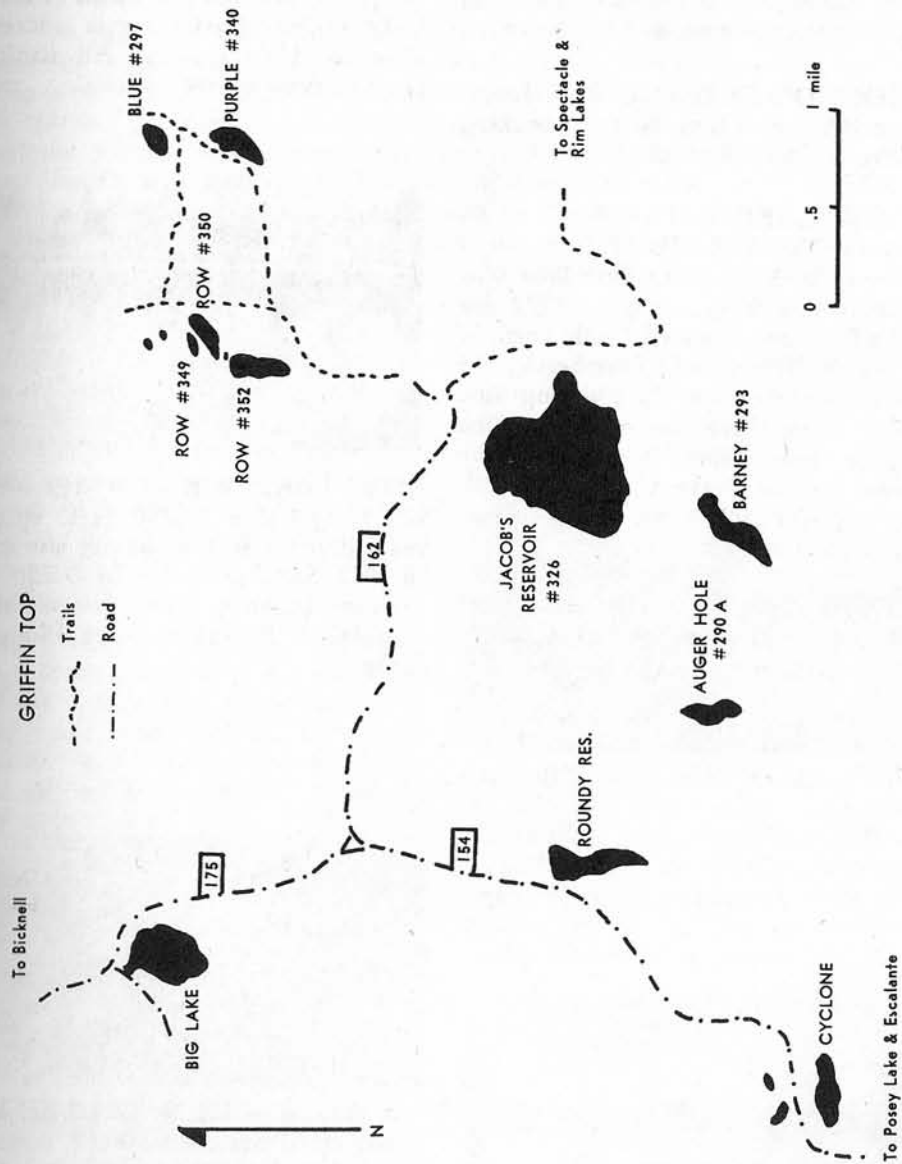 GRIFFIN TOP
Trails
Road
To Bicknell
175
BIG LAKE
162
154
ROW #349
ROW #350
ROW #352
BLUE #297
PURPLE #340
To Spectacle &
Rim Lakes
JACOB'S
RESERVOIR
#326
BARNEY #293
AUGER HOLE
#290 A
ROUNDY RES.
CYCLONE
To Posey Lake & Escalante
N
0 .5 1 mile